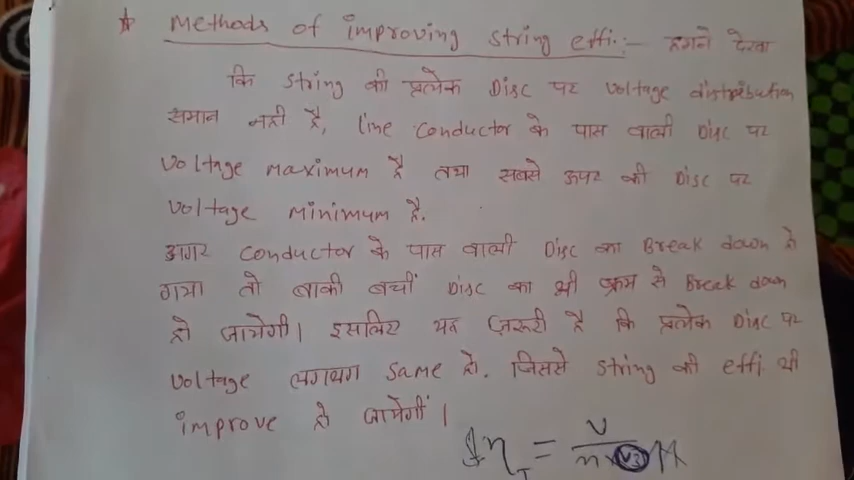 * Methods of improving string effi.:- हमने देखा
कि string की प्रत्येक Disc पर voltage distribution
समान नहीं है, line conductor के पास वाली Disc पर
voltage maximum है तथा सबसे ऊपर की Disc पर
voltage minimum है.
अगर conductor के पास वाली Disc का Break down हो
गया तो बाकी बचीं Disc का भी क्रम से Break down
हो जायेगी। इसलिए यह ज़रूरी है कि प्रत्येक Disc पर
voltage लगभग same हो. जिससे string की effi. भी
improve हो जायेगीं।
η = V / n × V3